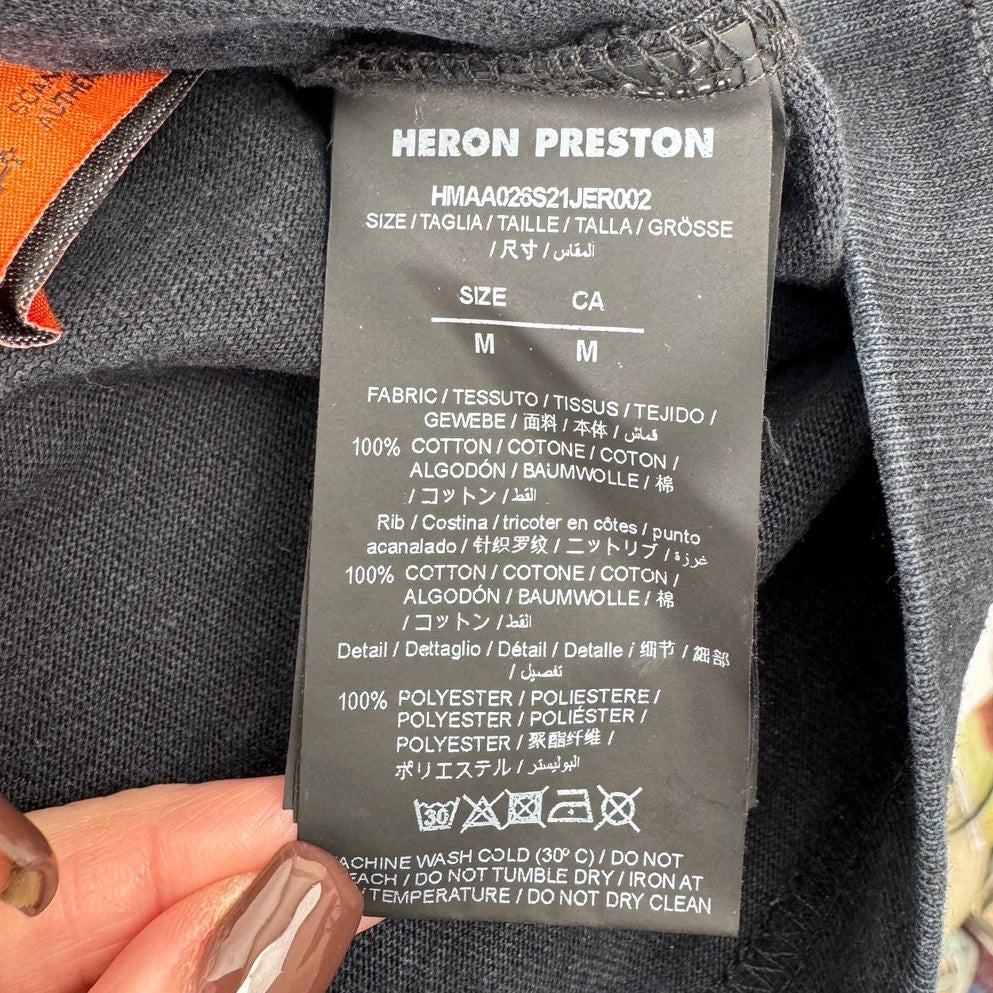 HERON PRESTON
HMAA026S21JER002
SIZE / TAGLIA / TAILLE / TALLA / GRÖSSE
/ 尺寸 / المقاس
SIZE CA
M M
FABRIC / TESSUTO / TISSUS / TEJIDO /
GEWEBE / 面料 / 本体 / قماش
100% COTTON / COTONE / COTON /
ALGODÓN / BAUMWOLLE / 棉
/ コットン / القط
Rib / Costina / tricoter en côtes / punto
acanalado / 针织罗纹 / ニットリブ / غرزة
100% COTTON / COTONE / COTON /
ALGODÓN / BAUMWOLLE / 棉
/ コットン / القط
Detail / Dettaglio / Détail / Detalle / 细节 / 細部
/ تفصيل
100% POLYESTER / POLIESTERE /
POLYESTER / POLIÉSTER /
POLYESTER / 聚酯纤维 /
ポリエステル / البوليستر
30
ACHINE WASH COLD (30° C) / DO NOT
EACH / DO NOT TUMBLE DRY / IRON AT
TEMPERATURE / DO NOT DRY CLEAN